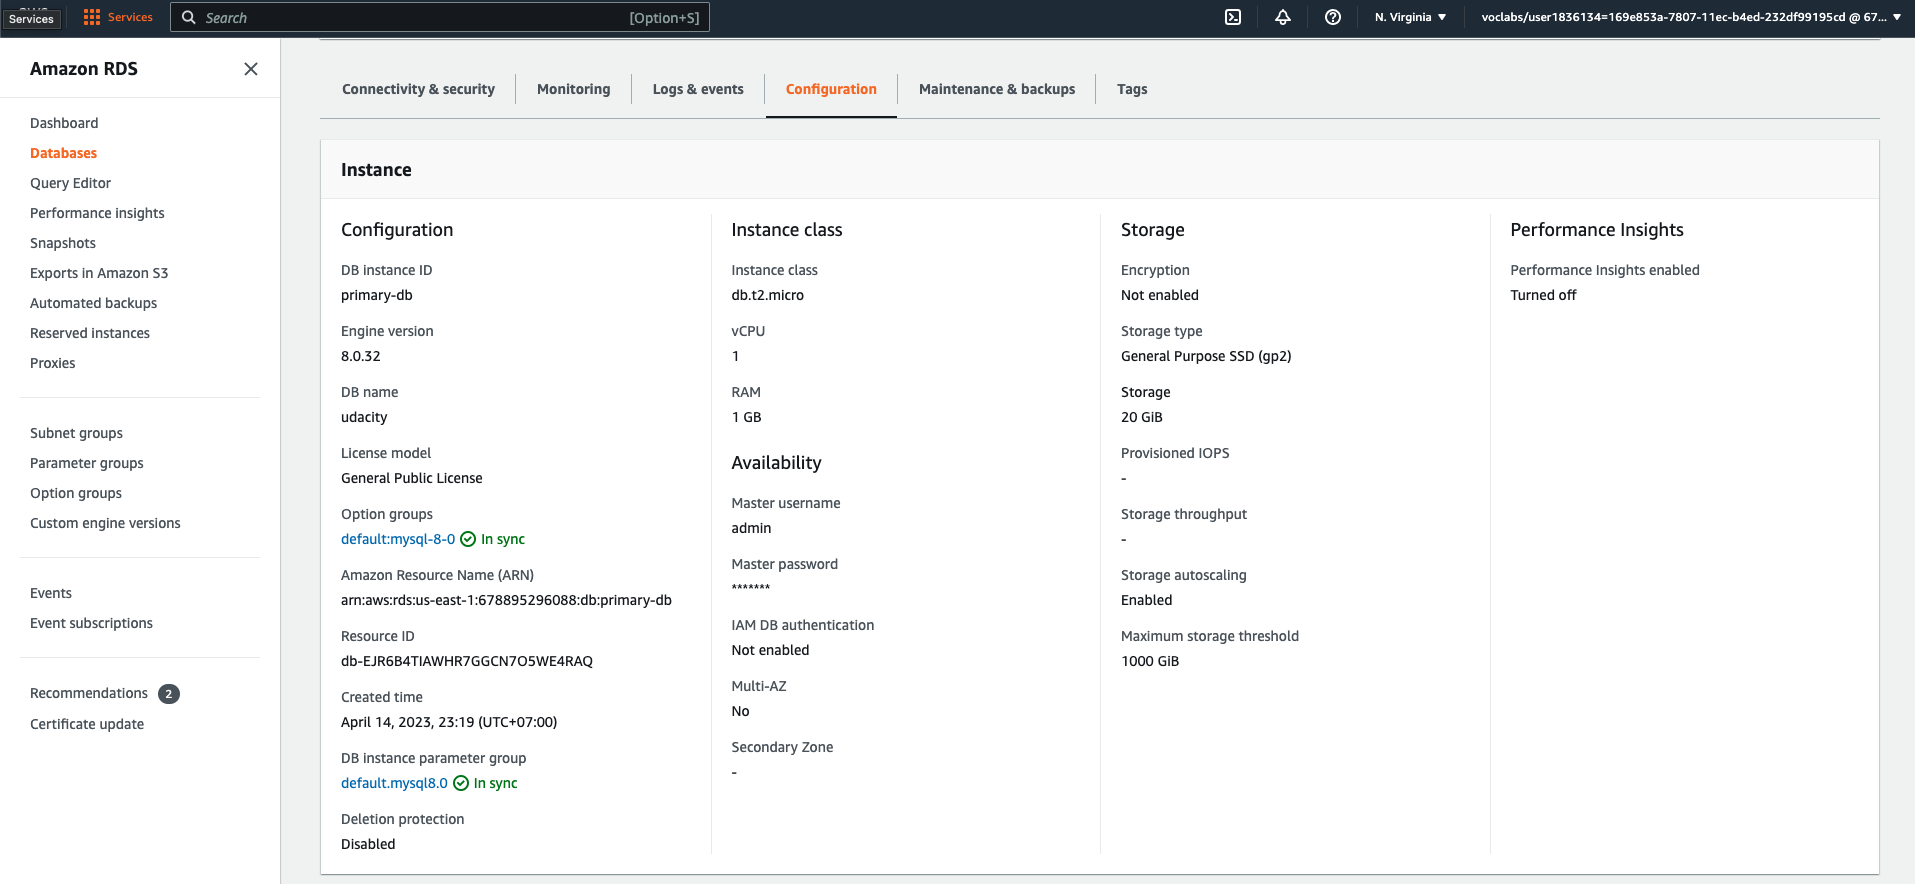 Services
Services
Search
[Option+S]
N. Virginia
voclabs/user1836134=169e853a-7807-11ec-b4ed-232df99195cd @ 67...
Amazon RDS
Dashboard
Databases
Query Editor
Performance insights
Snapshots
Exports in Amazon S3
Automated backups
Reserved instances
Proxies
Subnet groups
Parameter groups
Option groups
Custom engine versions
Events
Event subscriptions
Recommendations 2
Certificate update
Connectivity & security
Monitoring
Logs & events
Configuration
Maintenance & backups
Tags
Instance
Configuration
DB instance ID
primary-db
Engine version
8.0.32
DB name
udacity
License model
General Public License
Option groups
default:mysql-8-0 In sync
Amazon Resource Name (ARN)
arn:aws:rds:us-east-1:678895296088:db:primary-db
Resource ID
db-EJR6B4TIAWHR7GGCN7O5WE4RAQ
Created time
April 14, 2023, 23:19 (UTC+07:00)
DB instance parameter group
default.mysql8.0 In sync
Deletion protection
Disabled
Instance class
Instance class
db.t2.micro
vCPU
1
RAM
1 GB
Availability
Master username
admin
Master password
*******
IAM DB authentication
Not enabled
Multi-AZ
No
Secondary Zone
-
Storage
Encryption
Not enabled
Storage type
General Purpose SSD (gp2)
Storage
20 GiB
Provisioned IOPS
-
Storage throughput
-
Storage autoscaling
Enabled
Maximum storage threshold
1000 GiB
Performance Insights
Performance Insights enabled
Turned off